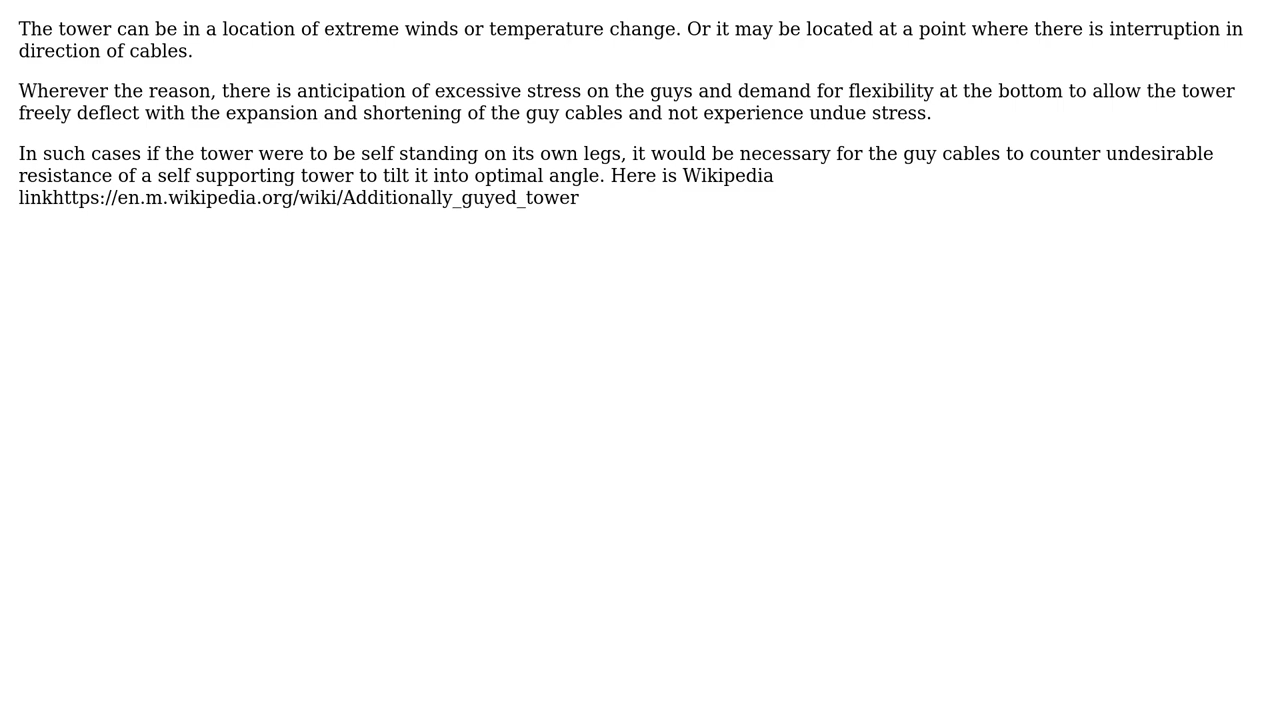 The tower can be in a location of extreme winds or temperature change. Or it may be located at a point where there is interruption in
direction of cables.
Wherever the reason, there is anticipation of excessive stress on the guys and demand for flexibility at the bottom to allow the tower
freely deflect with the expansion and shortening of the guy cables and not experience undue stress.
In such cases if the tower were to be self standing on its own legs, it would be necessary for the guy cables to counter undesirable
resistance of a self supporting tower to tilt it into optimal angle. Here is Wikipedia
linkhttps://en.m.wikipedia.org/wiki/Additionally_guyed_tower